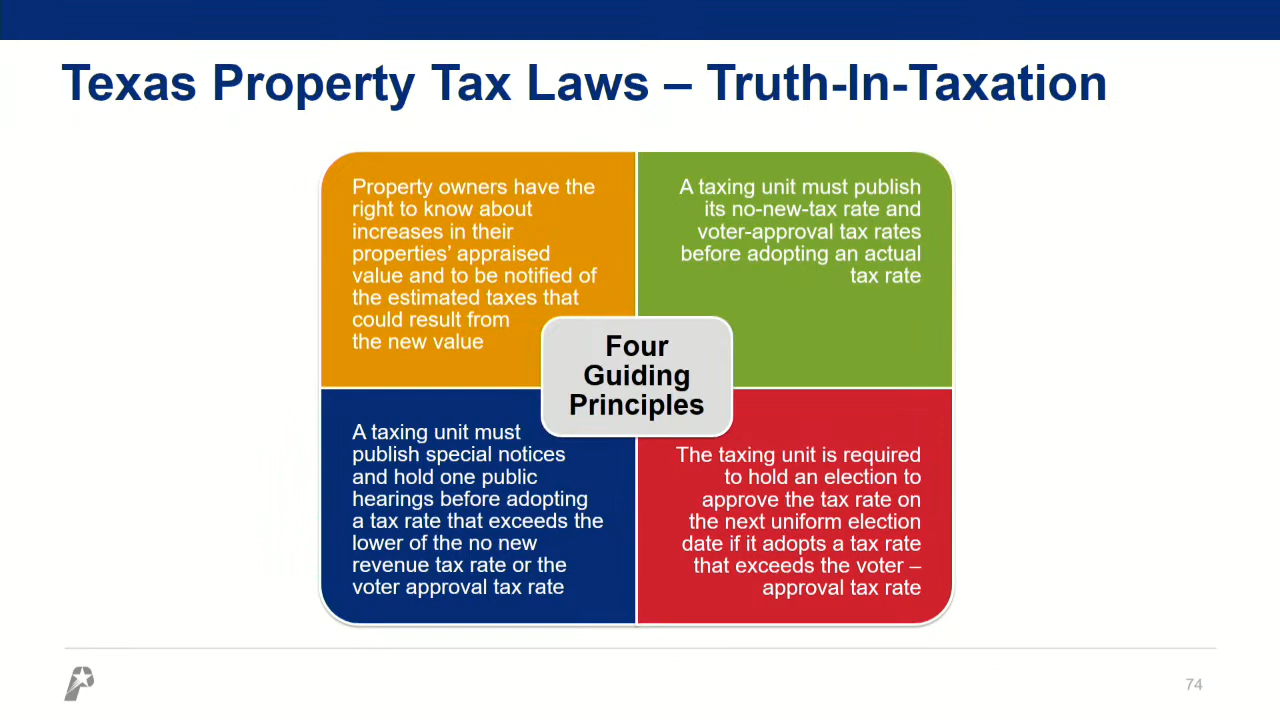 Texas Property Tax Laws – Truth-In-Taxation
Property owners have the
right to know about
increases in their
properties’ appraised
value and to be notified of
the estimated taxes that
could result from
the new value
A taxing unit must publish
its no-new-tax rate and
voter-approval tax rates
before adopting an actual
tax rate
Four
Guiding
Principles
A taxing unit must
publish special notices
and hold one public
hearings before adopting
a tax rate that exceeds the
lower of the no new
revenue tax rate or the
voter approval tax rate
The taxing unit is required
to hold an election to
approve the tax rate on
the next uniform election
date if it adopts a tax rate
that exceeds the voter –
approval tax rate
74